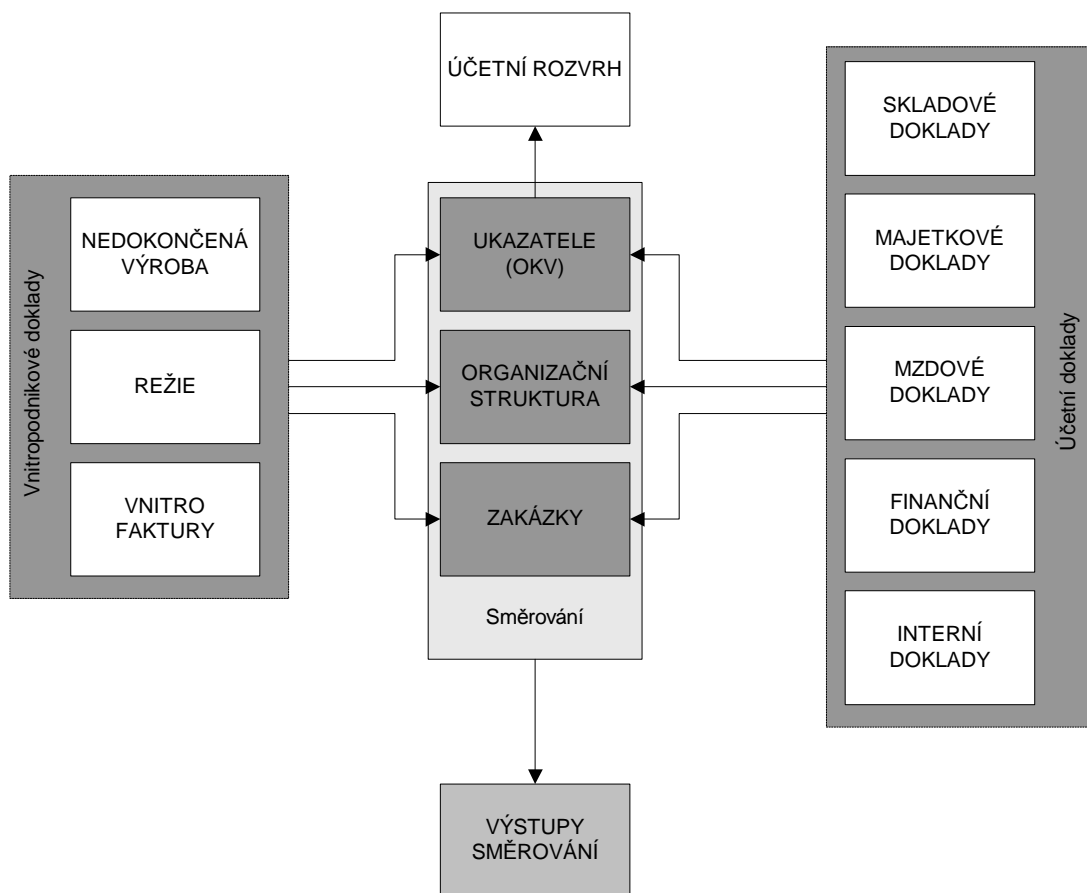 ÚČETNÍ ROZVRH
Vnitropodnikové doklady
NEDOKONČENÁ
VÝROBA
REŽIE
VNITRO
FAKTURY
UKAZATELE
(OKV)
ORGANIZAČNÍ
STRUKTURA
ZAKÁZKY
Směrování
SKLADOVÉ
DOKLADY
MAJETKOVÉ
DOKLADY
MZDOVÉ
DOKLADY
FINANČNÍ
DOKLADY
INTERNÍ
DOKLADY
Účetní doklady
VÝSTUPY
SMĚROVÁNÍ